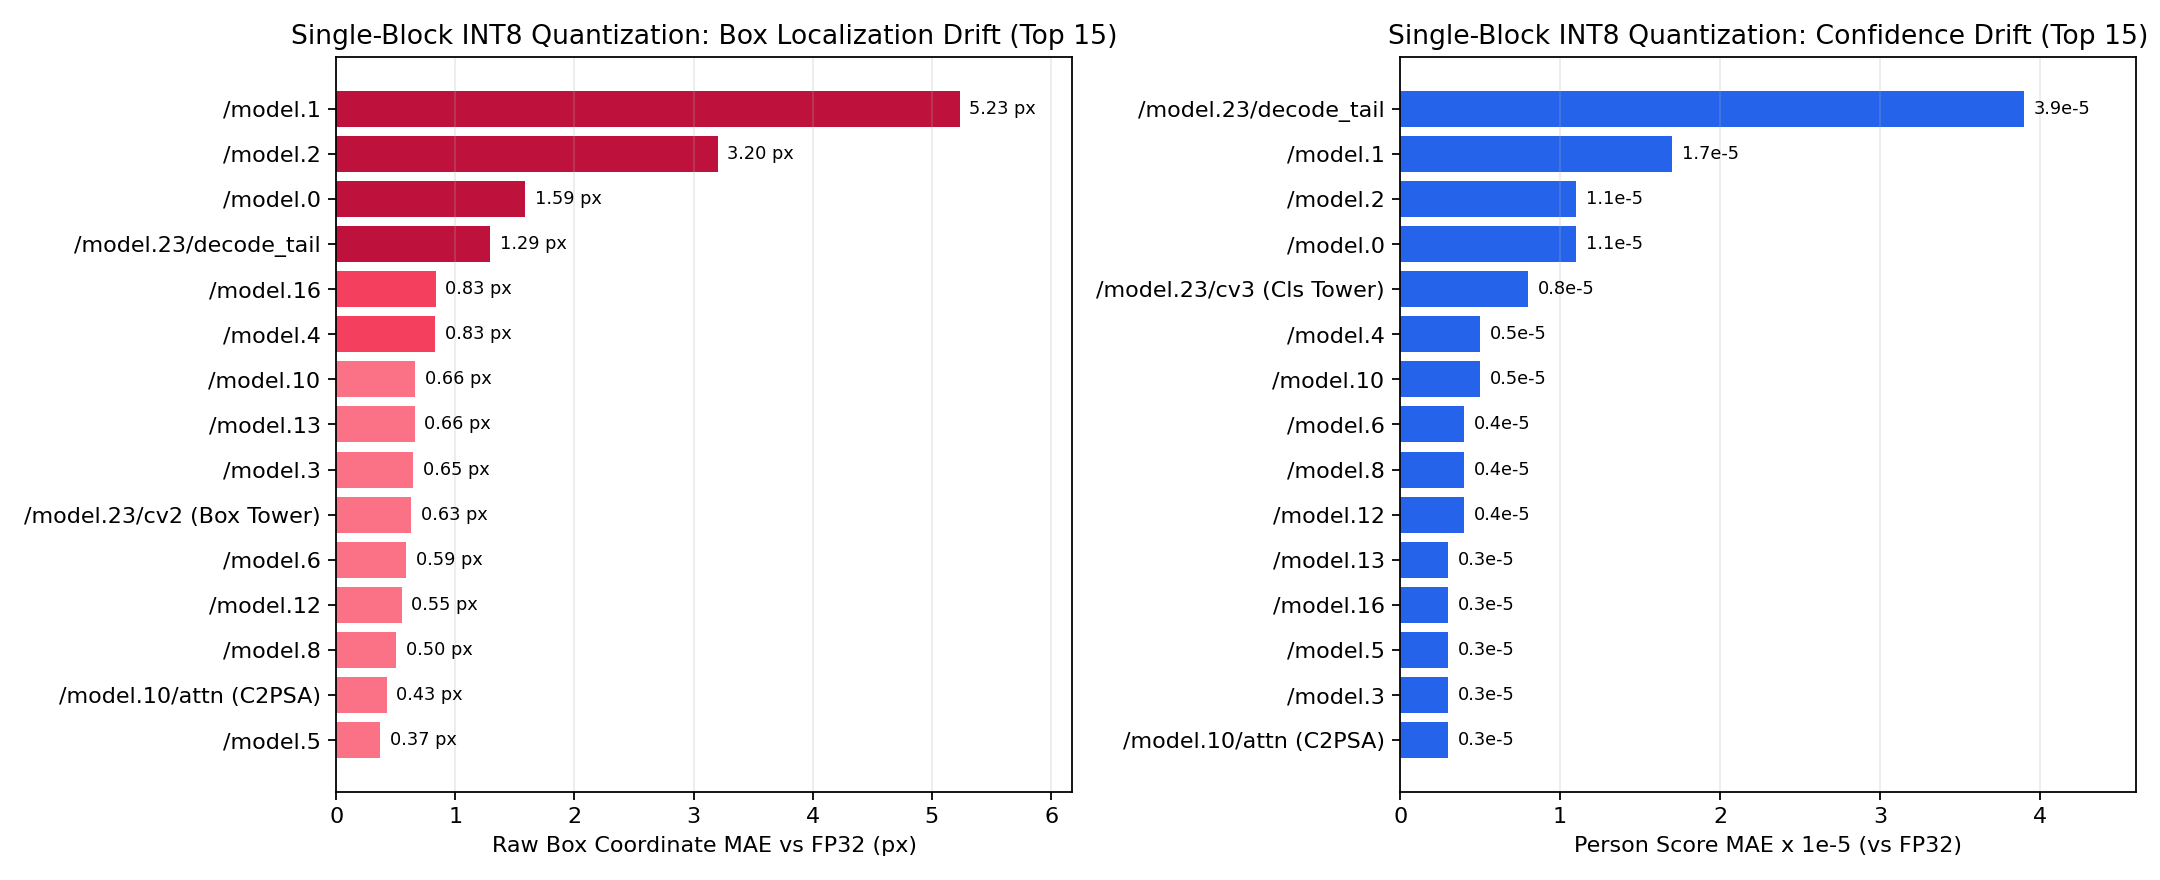 Single-Block INT8 Quantization: Box Localization Drift (Top 15)
/model.1 5.23 px
/model.2 3.20 px
/model.0 1.59 px
/model.23/decode_tail 1.29 px
/model.16 0.83 px
/model.4 0.83 px
/model.10 0.66 px
/model.13 0.66 px
/model.3 0.65 px
/model.23/cv2 (Box Tower) 0.63 px
/model.6 0.59 px
/model.12 0.55 px
/model.8 0.50 px
/model.10/attn (C2PSA) 0.43 px
/model.5 0.37 px
0 1 2 3 4 5 6
Raw Box Coordinate MAE vs FP32 (px)
Single-Block INT8 Quantization: Confidence Drift (Top 15)
/model.23/decode_tail 3.9e-5
/model.1 1.7e-5
/model.2 1.1e-5
/model.0 1.1e-5
/model.23/cv3 (Cls Tower) 0.8e-5
/model.4 0.5e-5
/model.10 0.5e-5
/model.6 0.4e-5
/model.8 0.4e-5
/model.12 0.4e-5
/model.13 0.3e-5
/model.16 0.3e-5
/model.5 0.3e-5
/model.3 0.3e-5
/model.10/attn (C2PSA) 0.3e-5
0 1 2 3 4
Person Score MAE x 1e-5 (vs FP32)